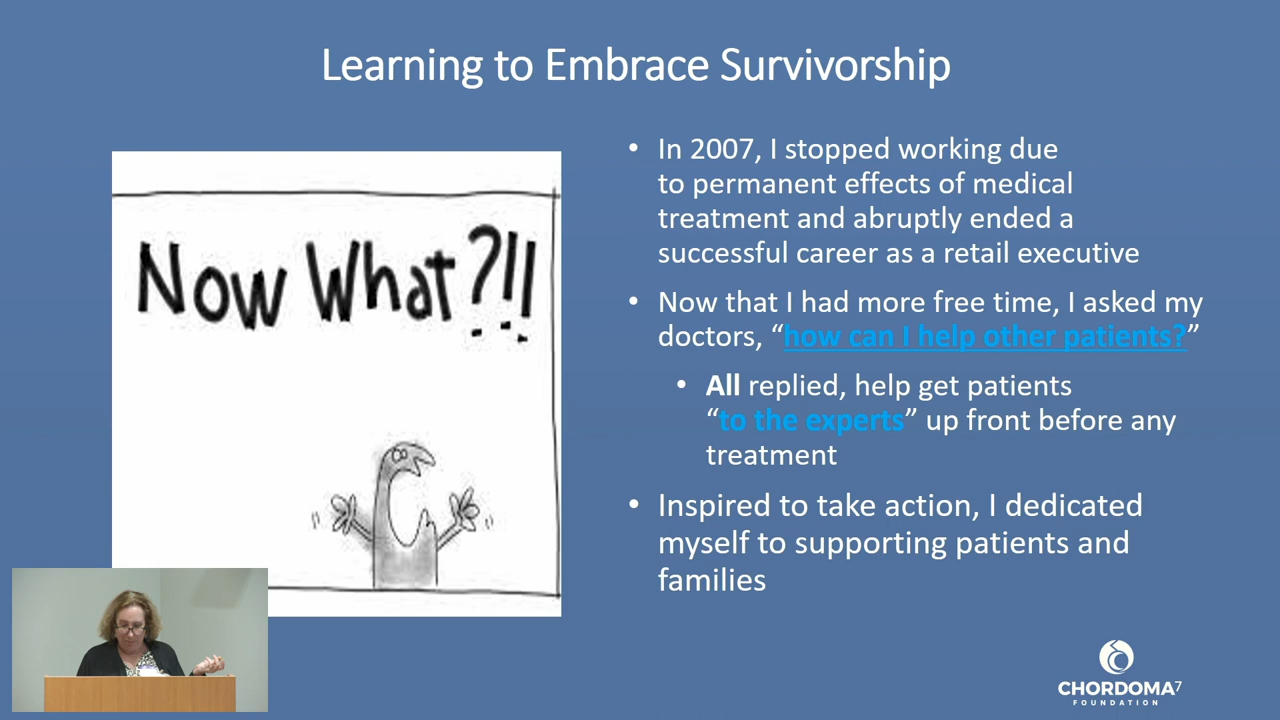 Learning to Embrace Survivorship
Now What?!!
• In 2007, I stopped working due
to permanent effects of medical
treatment and abruptly ended a
successful career as a retail executive
• Now that I had more free time, I asked my
doctors, “how can I help other patients?”
• All replied, help get patients
“to the experts” up front before any
treatment
• Inspired to take action, I dedicated
myself to supporting patients and
families
CHORDOMA
7
FOUNDATION